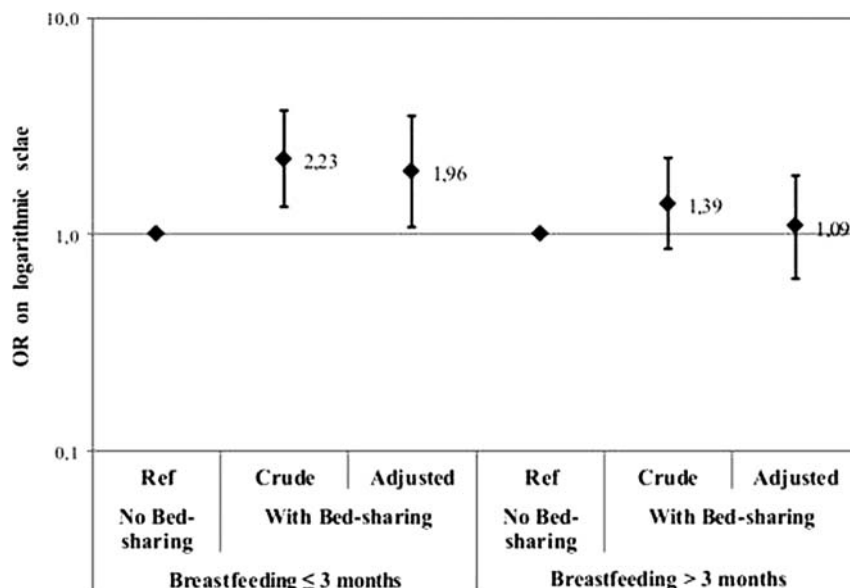 10,0
1,0
0,1
OR on logarithmic sclae
2,23
1,96
1,39
1,09
Ref Crude Adjusted Ref Crude Adjusted
No Bed- With Bed-sharing No Bed- With Bed-sharing
sharing sharing
Breastfeeding ≤ 3 months Breastfeeding > 3 months